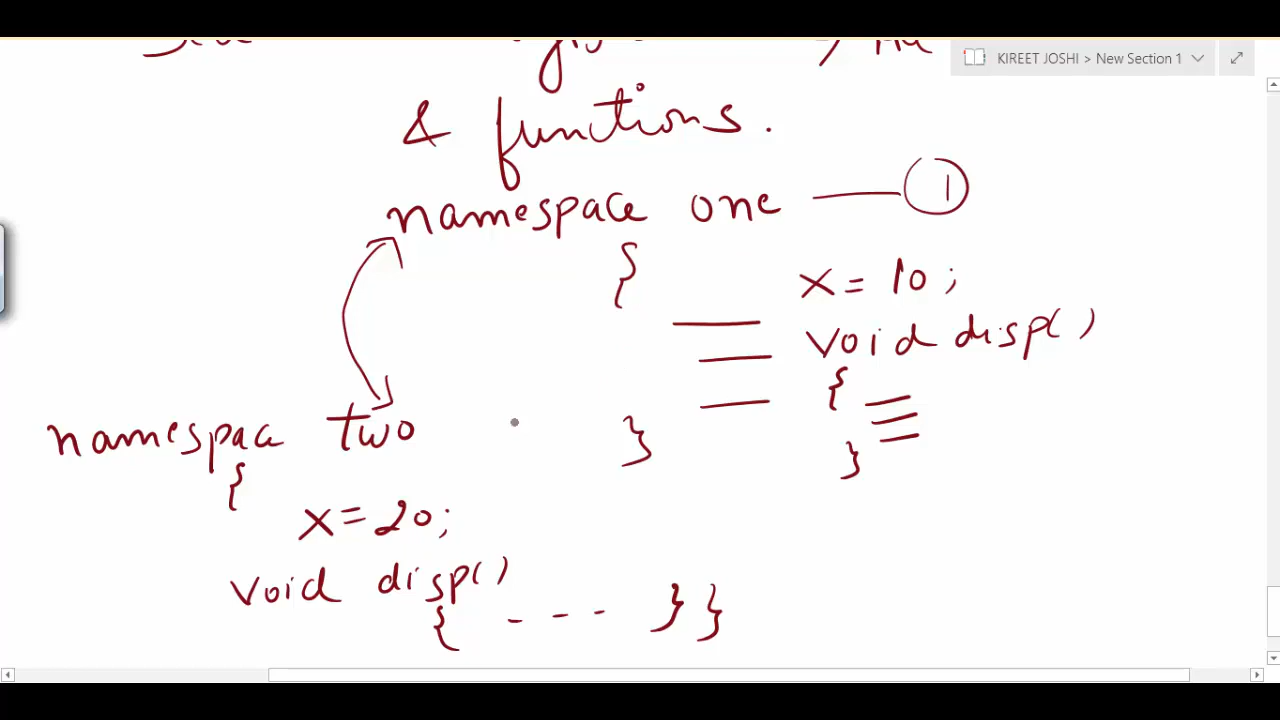 KIREET JOSHI > New Section 1
& functions.
namespace one 1
{
x = 10;
void disp()
{
}
}
namespace two
{
x = 20;
void disp()
{ - - - } }